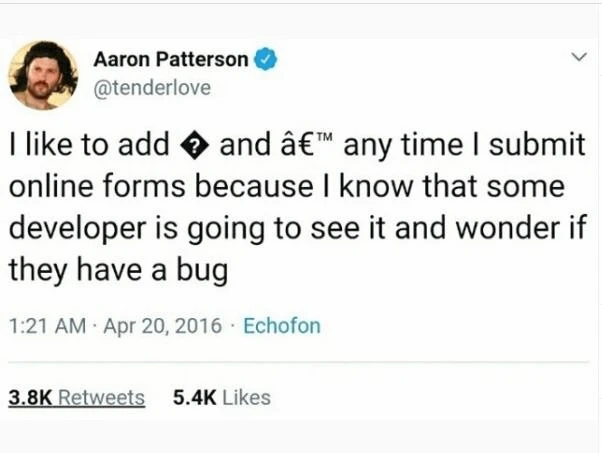 Aaron Patterson
@tenderlove
I like to add � and â€™ any time I submit
online forms because I know that some
developer is going to see it and wonder if
they have a bug
1:21 AM · Apr 20, 2016 · Echofon
3.8K Retweets 5.4K Likes